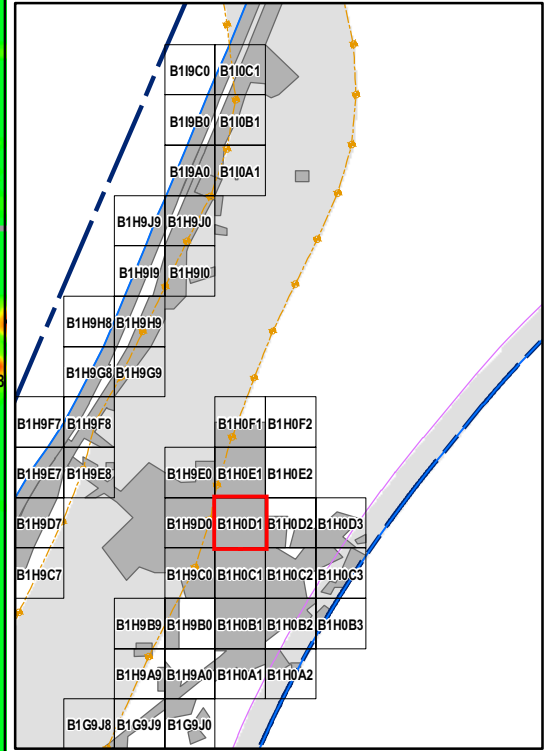 B1I9C0 B1I0C1
B1I9B0 B1I0B1
B1I9A0 B1I0A1
B1H9J9 B1H9J0
B1H9I9 B1H9I0
B1H9H8 B1H9H9
B1H9G8 B1H9G9
B1H9F7 B1H9F8 B1H0F1 B1H0F2
B1H9E7 B1H9E8 B1H9E0 B1H0E1 B1H0E2
B1H9D7 B1H9D0 B1H0D1 B1H0D2 B1H0D3
B1H9C7 B1H9C0 B1H0C1 B1H0C2 B1H0C3
B1H9B9 B1H9B0 B1H0B1 B1H0B2 B1H0B3
B1H9A9 B1H9A0 B1H0A1 B1H0A2
B1G9J8 B1G9J9 B1G9J0